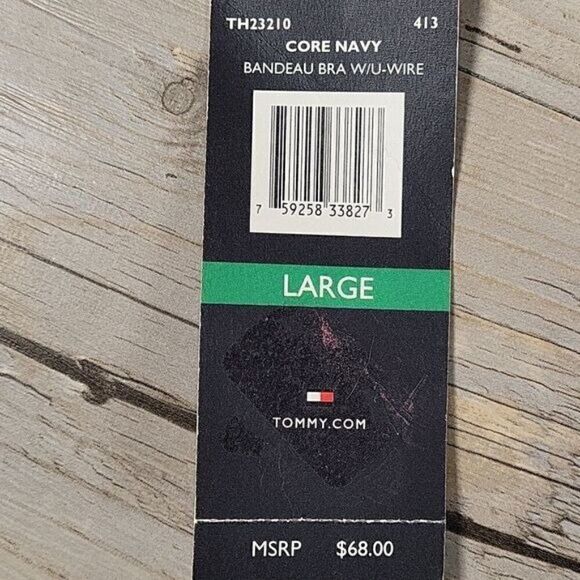 TH23210 413
CORE NAVY
BANDEAU BRA W/U-WIRE
7 59258 33827 3
LARGE
TOMMY.COM
MSRP $68.00